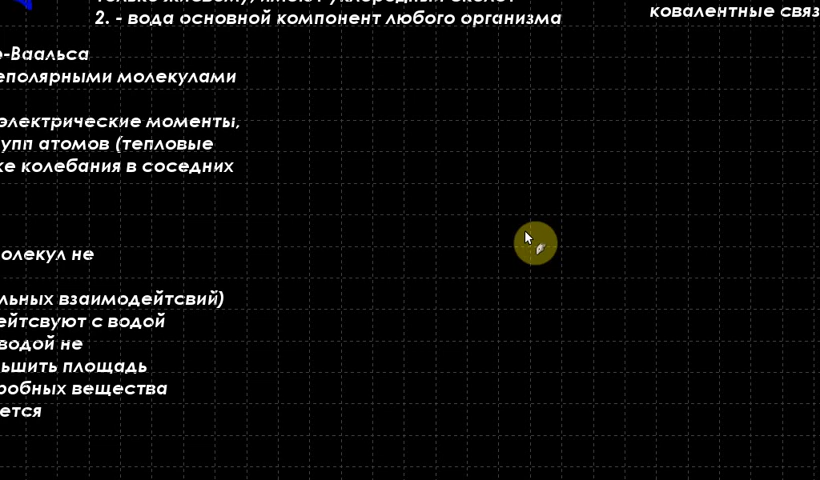 2. - вода основной компонент любого организма
ковалентные связ
о-Ваальса
еполярными молекулами
электрические моменты,
упп атомов (тепловые
же колебания в соседних
олекул не
льных взаимодейтсвий)
ейтсвуют с водой
водой не
ьшить площадь
робных вещества
ется